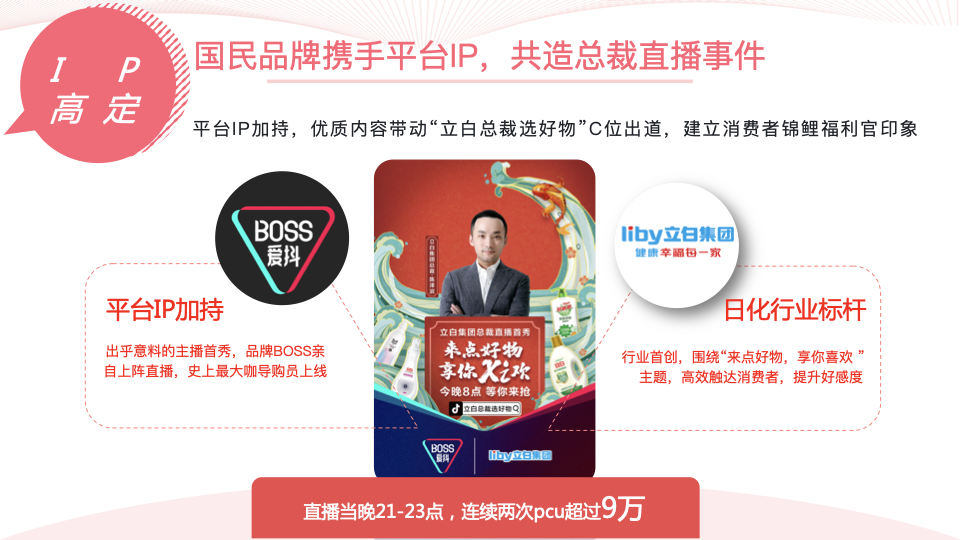 I P
高 定
国民品牌携手平台IP，共造总裁直播事件
平台IP加持，优质内容带动“立白总裁选好物”C位出道，建立消费者锦鲤福利官印象
BOSS
爱抖
平台IP加持
出乎意料的主播首秀，品牌BOSS亲
自上阵直播，史上最大咖导购员上线
立白集团总裁直播首秀
来点好物
享你Xi欢
今晚8点 等你来抢
立白总裁选好物
BOSS
爱抖
liby立白集团
liby立白集团
健康幸福每一家
日化行业标杆
行业首创，围绕“来点好物，享你喜欢 ”
主题，高效触达消费者，提升好感度
直播当晚21-23点，连续两次pcu超过9万